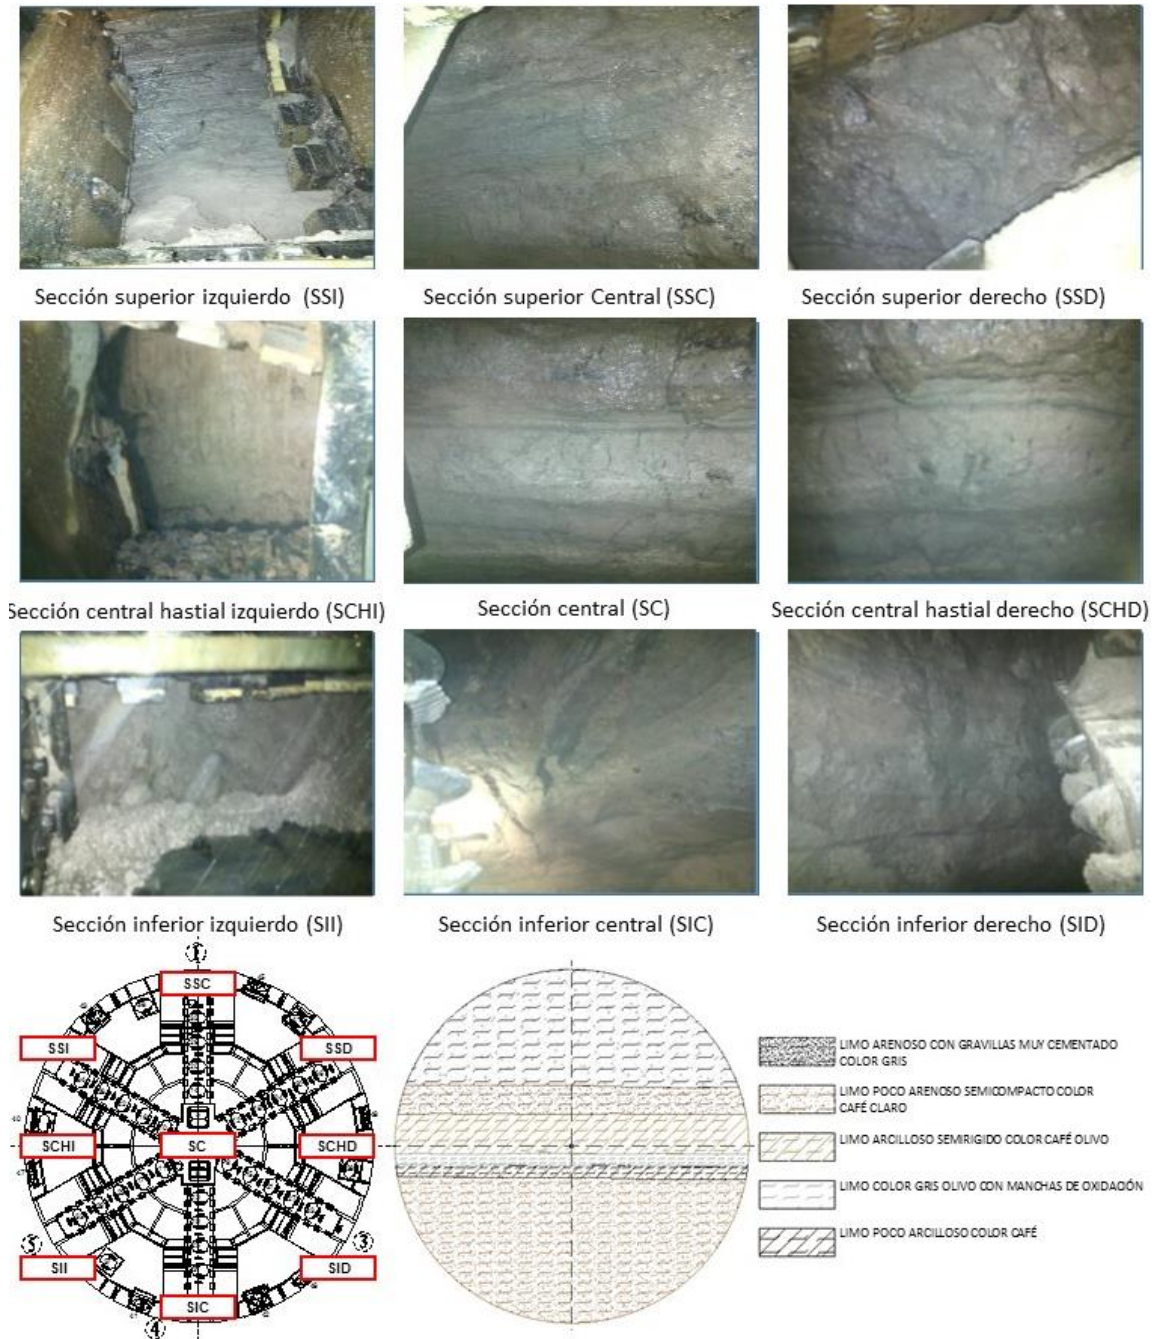 Sección superior izquierdo (SSI)
Sección superior Central (SSC)
Sección superior derecho (SSD)
Sección central hastial izquierdo (SCHI)
Sección central (SC)
Sección central hastial derecho (SCHD)
Sección inferior izquierdo (SII)
Sección inferior central (SIC)
Sección inferior derecho (SID)
1
SSC
SSI
SSD
SCHI
SC
SCHD
5
3
SII
SID
SIC
4
LIMO ARENOSO CON GRAVILLAS MUY CEMENTADO
COLOR GRIS
LIMO POCO ARENOSO SEMICOMPACTO COLOR
CAFÉ CLARO
LIMO ARCILLOSO SEMIRIGIDO COLOR CAFÉ OLIVO
LIMO COLOR GRIS OLIVO CON MANCHAS DE OXIDACIÓN
LIMO POCO ARCILLOSO COLOR CAFÉ